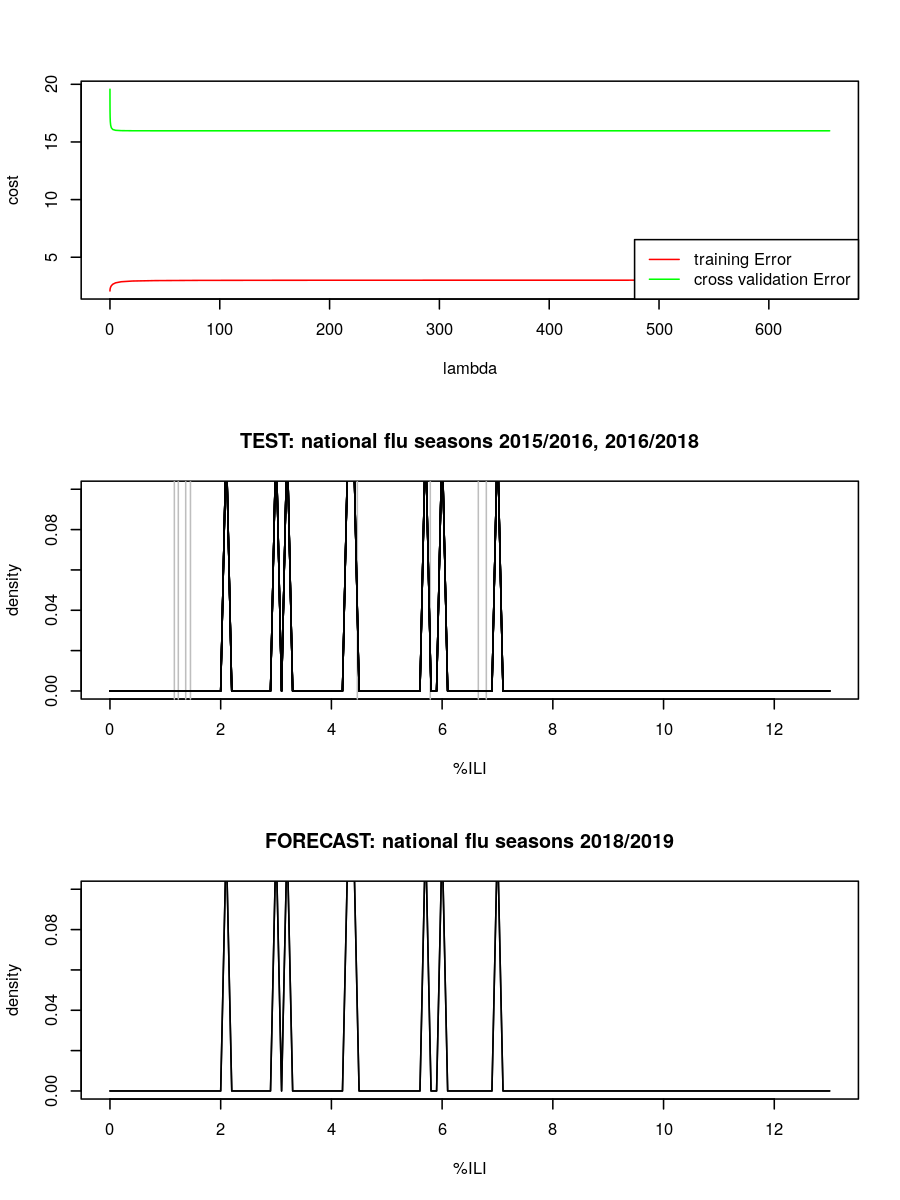 20
15
10
5
cost
training Error
cross validation Error
0 100 200 300 400 500 600
lambda
TEST: national flu seasons 2015/2016, 2016/2018
0.08
0.04
0.00
density
0 2 4 6 8 10 12
%ILI
FORECAST: national flu seasons 2018/2019
0.08
0.04
0.00
density
0 2 4 6 8 10 12
%ILI